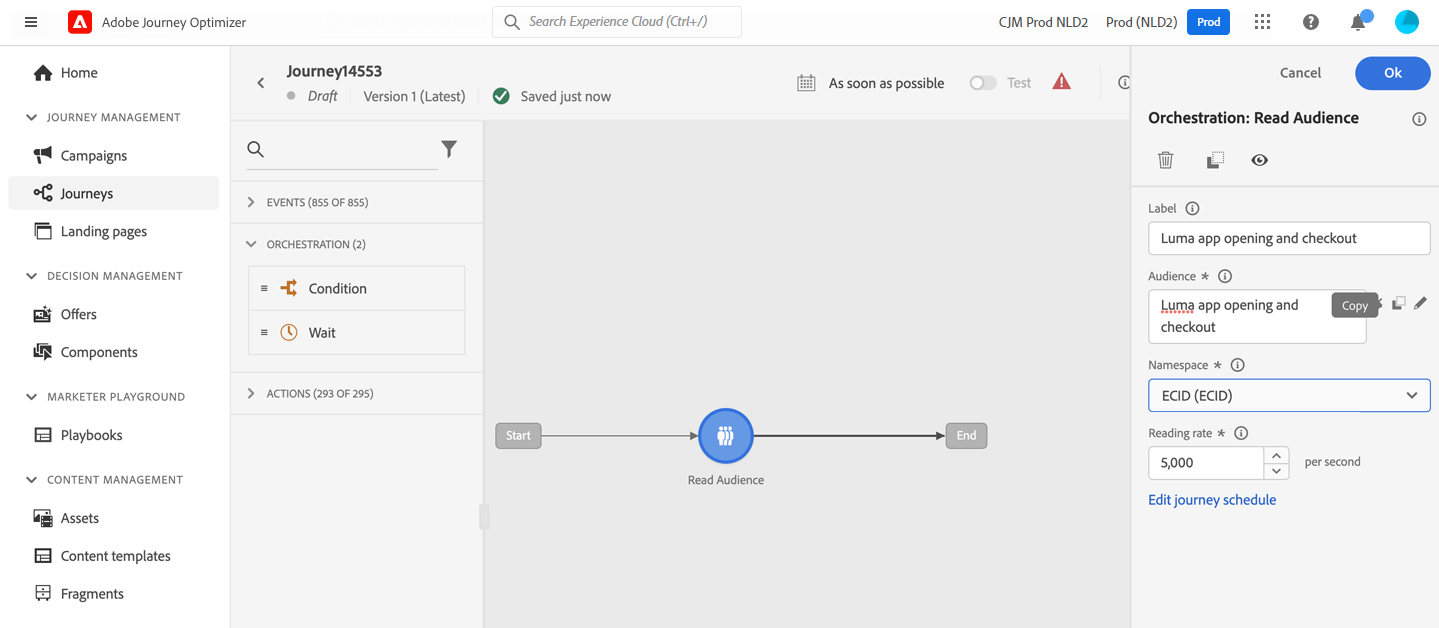 Adobe Journey Optimizer
Search Experience Cloud (Ctrl+/)
CJM Prod NLD2
Prod (NLD2)
Prod
Home
JOURNEY MANAGEMENT
Campaigns
Journeys
Landing pages
DECISION MANAGEMENT
Offers
Components
MARKETER PLAYGROUND
Playbooks
CONTENT MANAGEMENT
Assets
Content templates
Fragments
Journey14553
Draft
Version 1 (Latest)
Saved just now
As soon as possible
Test
EVENTS (855 OF 855)
ORCHESTRATION (2)
Condition
Wait
ACTIONS (293 OF 295)
Start
Read Audience
End
Cancel
Ok
Orchestration: Read Audience
Label
Luma app opening and checkout
Audience *
Luma app opening and
checkout
Copy
Namespace *
ECID (ECID)
Reading rate *
5,000
per second
Edit journey schedule